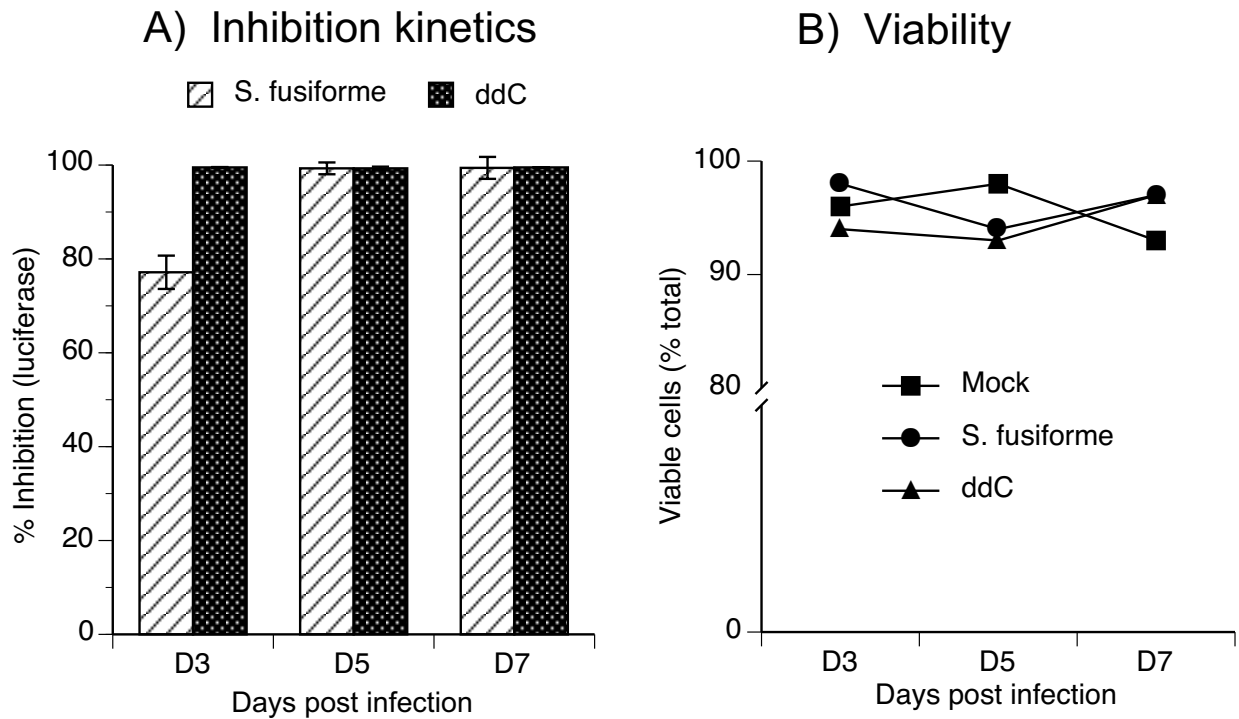 A) Inhibition kinetics
S. fusiforme
ddC
% Inhibition (luciferase)
100
80
60
40
20
0
D3
D5
D7
Days post infection
B) Viability
Viable cells (% total)
100
90
80
0
Mock
S. fusiforme
ddC
D3
D5
D7
Days post infection